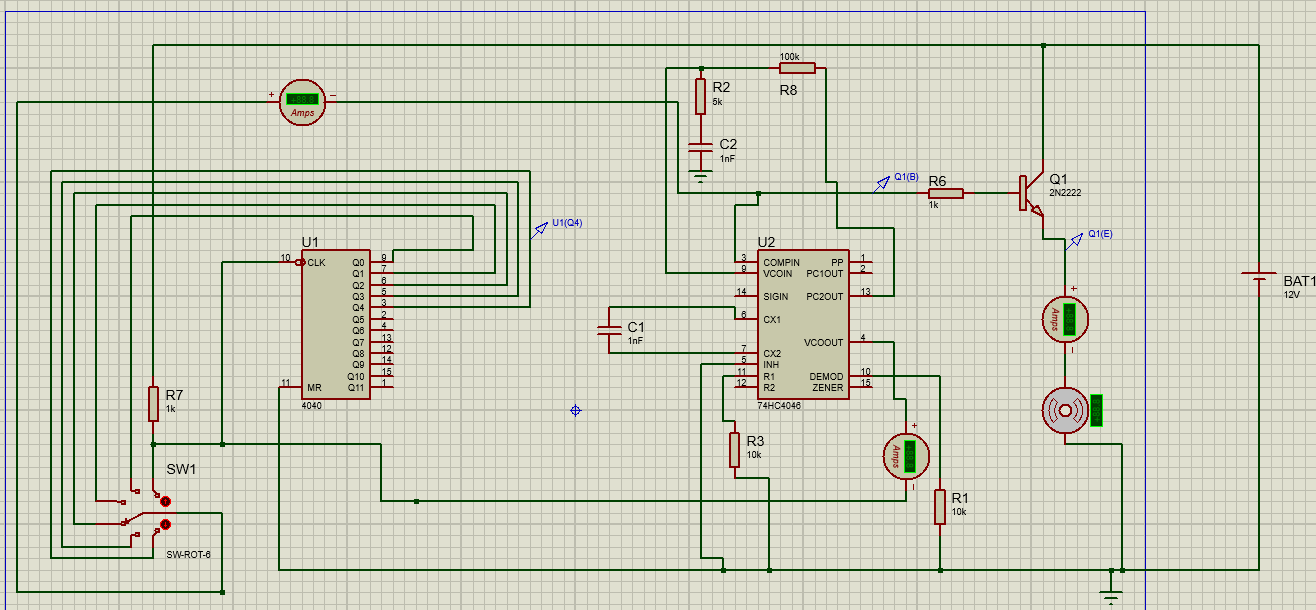 100k
R8
R2
5k
C2
1nF
+
−
Amps
Q1(B)
R6
1k
Q1
2N2222
Q1(E)
U1(Q4)
U1
10 CLK
Q0 9
Q1 7
Q2 6
Q3 5
Q4 3
Q5 2
Q6 4
Q7 13
Q8 12
Q9 14
Q10 15
Q11 1
11 MR
4040
U2
3 COMPIN
9 VCOIN
14 SIGIN
6 CX1
7 CX2
5 INH
11 R1
12 R2
PP 1
PC1OUT 2
PC2OUT 13
VCOOUT 4
DEMOD 10
ZENER 15
74HC4046
C1
1nF
+
Amps
−
BAT1
12V
R7
1k
R3
10k
+
Amps
−
R1
10k
SW1
SW-ROT-6